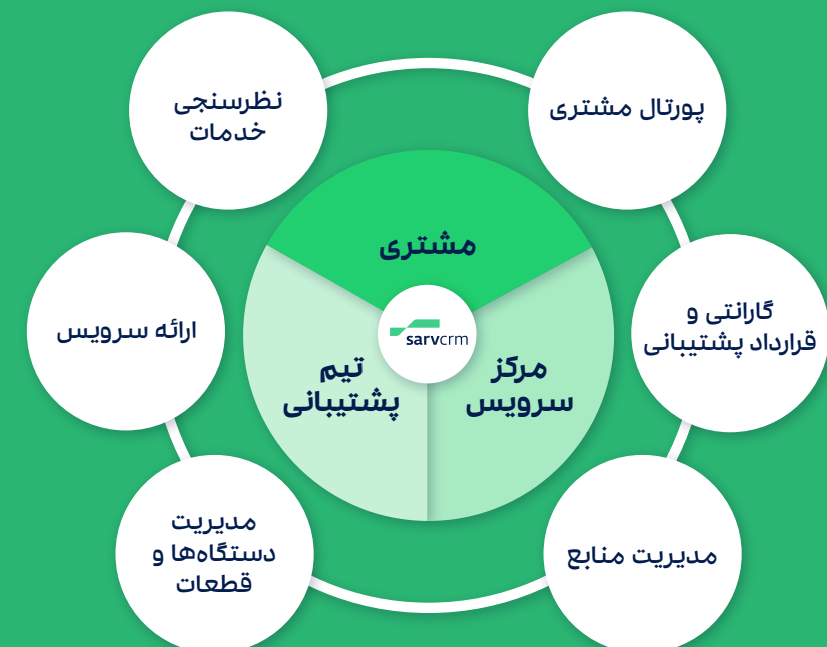 پورتال مشتری
گارانتی و
قرارداد پشتیبانی
مدیریت منابع
مدیریت
دستگاه‌ها و
قطعات
ارائه سرویس
نظرسنجی
خدمات
مشتری
مرکز
سرویس
تیم
پشتیبانی
sarvcrm